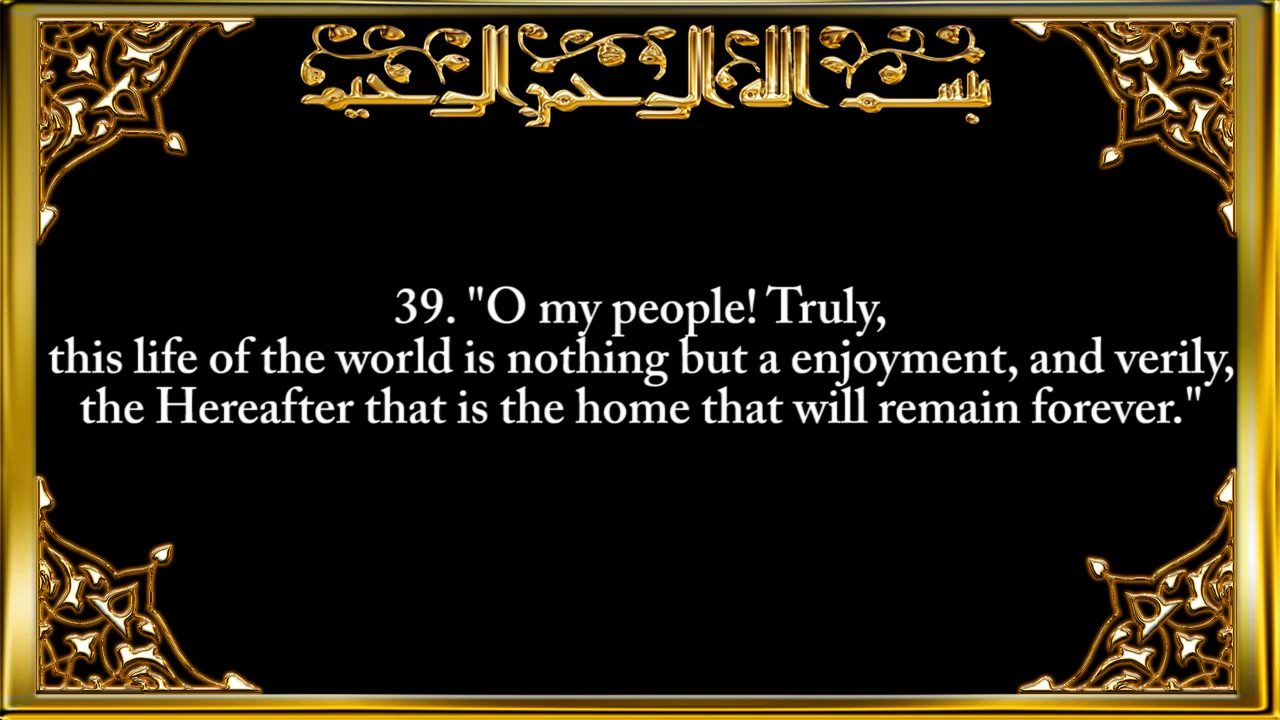 بسم الله الرحمن الرحيم
39. "O my people! Truly,
this life of the world is nothing but a enjoyment, and verily,
the Hereafter that is the home that will remain forever."